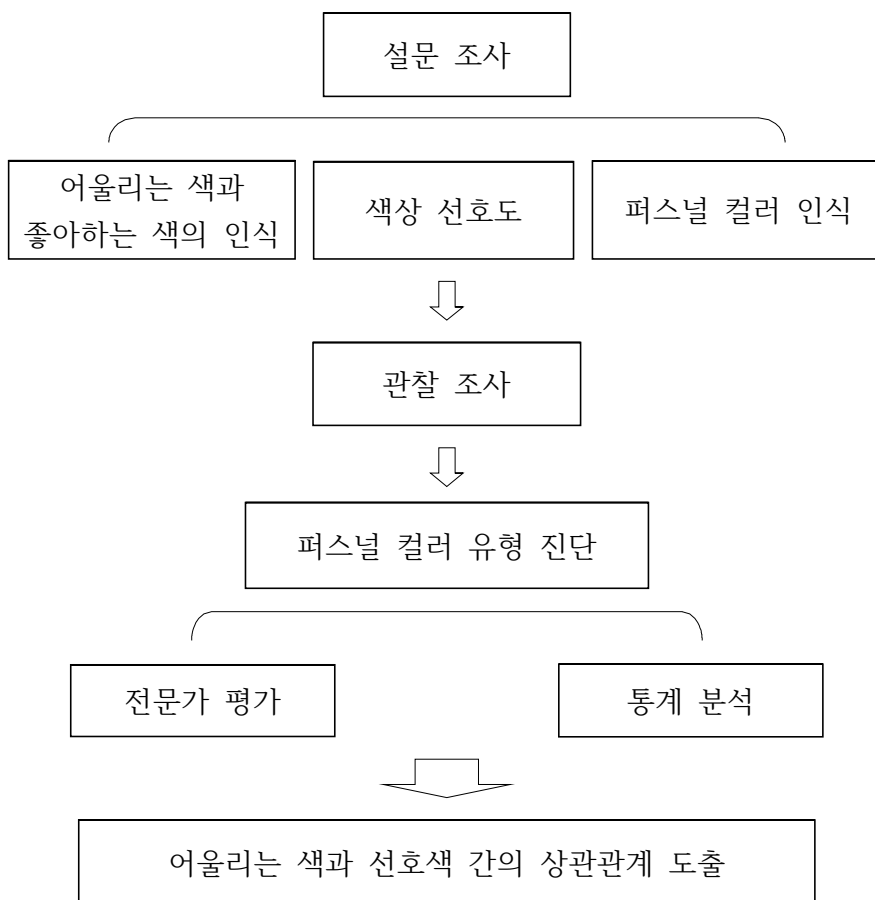 설문 조사
어울리는 색과
좋아하는 색의 인식
색상 선호도
퍼스널 컬러 인식
관찰 조사
퍼스널 컬러 유형 진단
전문가 평가
통계 분석
어울리는 색과 선호색 간의 상관관계 도출